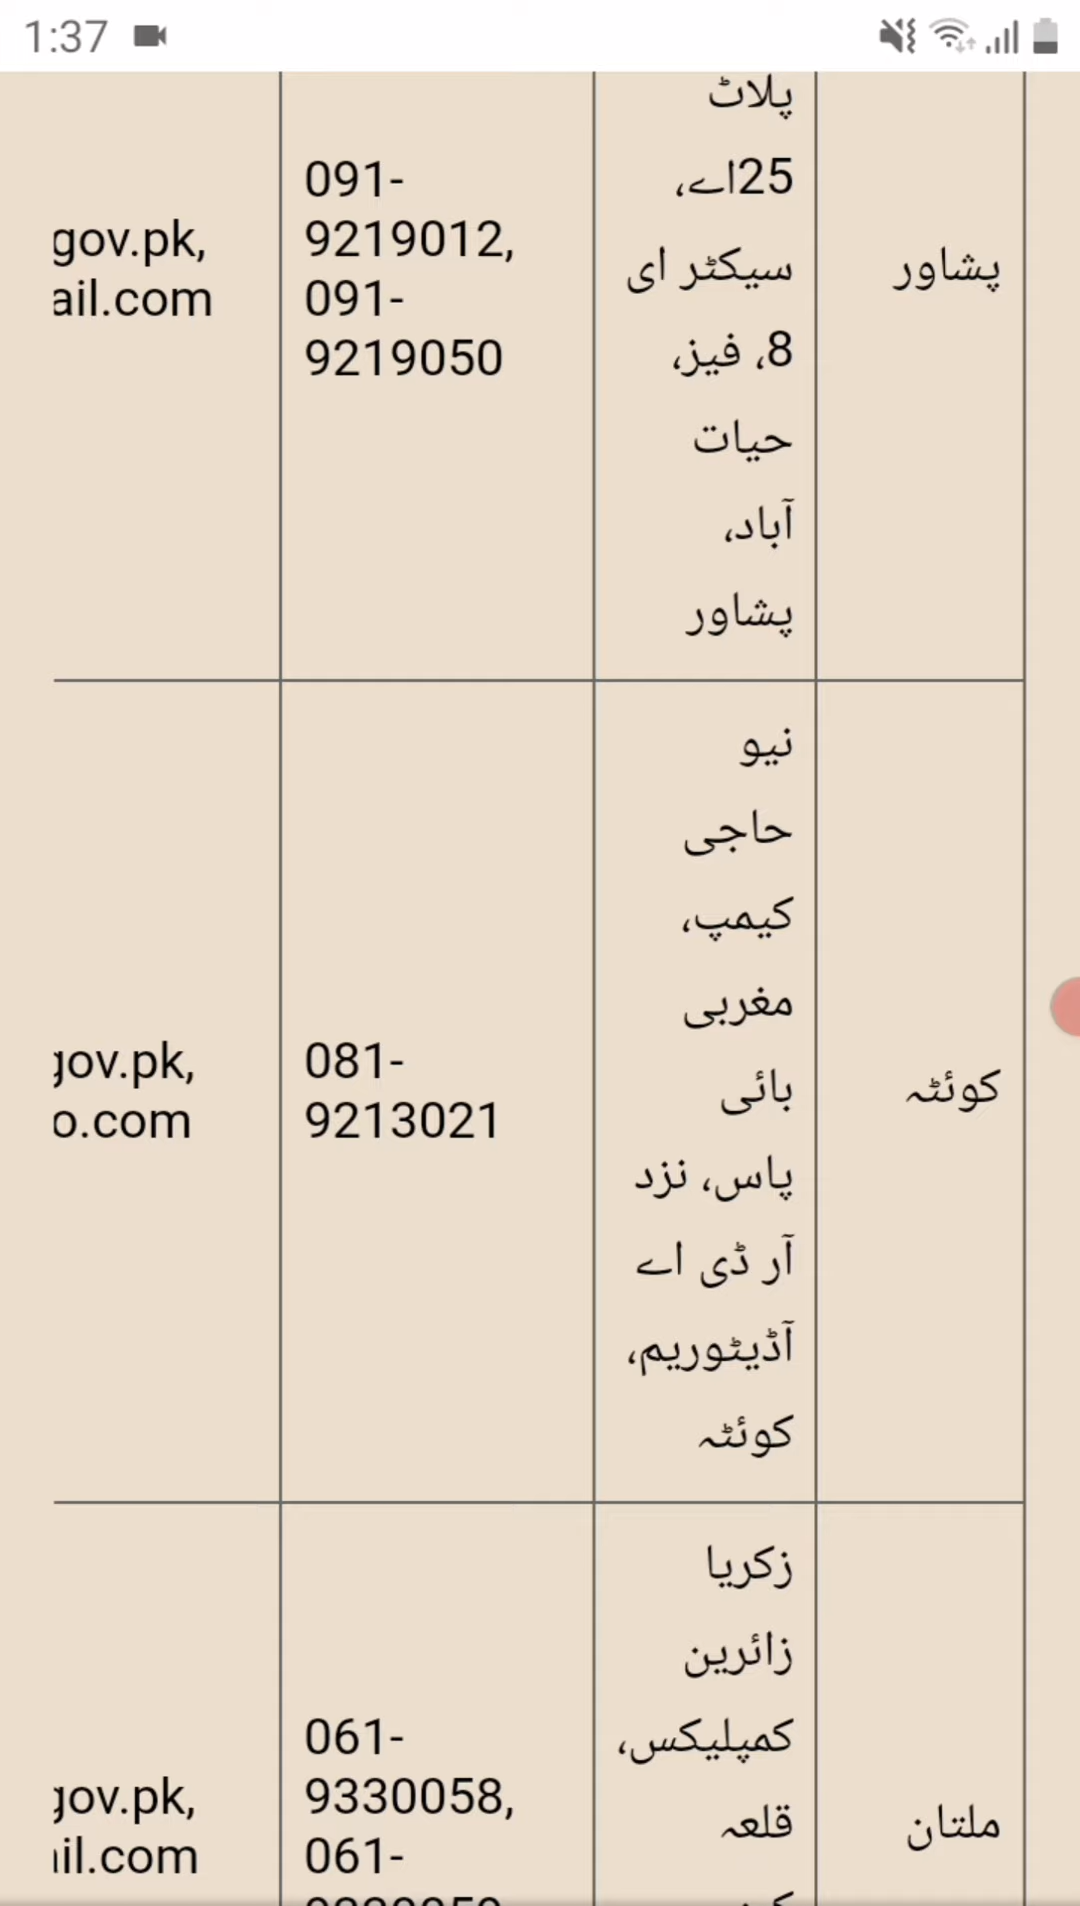 1:37
پشاور
پلاٹ
25اے،
سیکٹر ای
8، فیز،
حیات
آباد،
پشاور
091-
9219012,
091-
9219050
gov.pk,
ail.com
کوئٹہ
نیو
حاجی
کیمپ،
مغربی
بائی
پاس، نزد
آر ڈی اے
آڈیٹوریم،
کوئٹہ
081-
9213021
gov.pk,
o.com
ملتان
زکریا
زائرین
کمپلیکس،
قلعہ
061-
9330058,
061-
gov.pk,
il.com